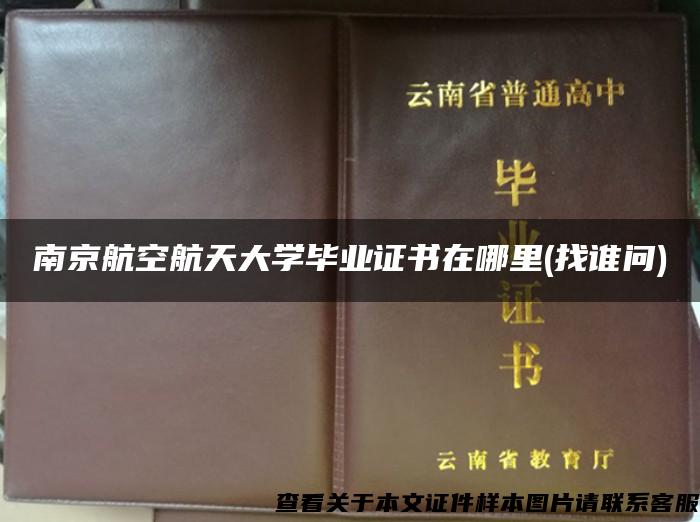 云南省普通高中
毕业证书
南京航空航天大学毕业证书在哪里(找谁问)
云南省教育厅
查看关于本文证件样本图片请联系客服